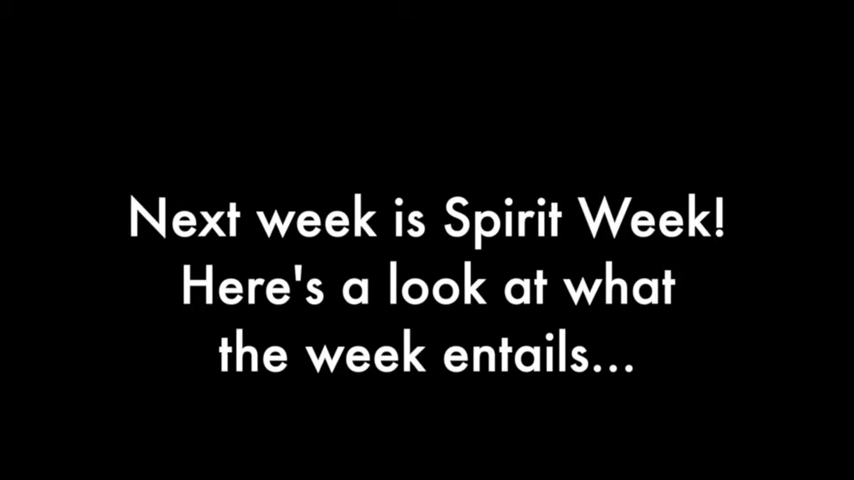 Next week is Spirit Week!
Here's a look at what
the week entails...